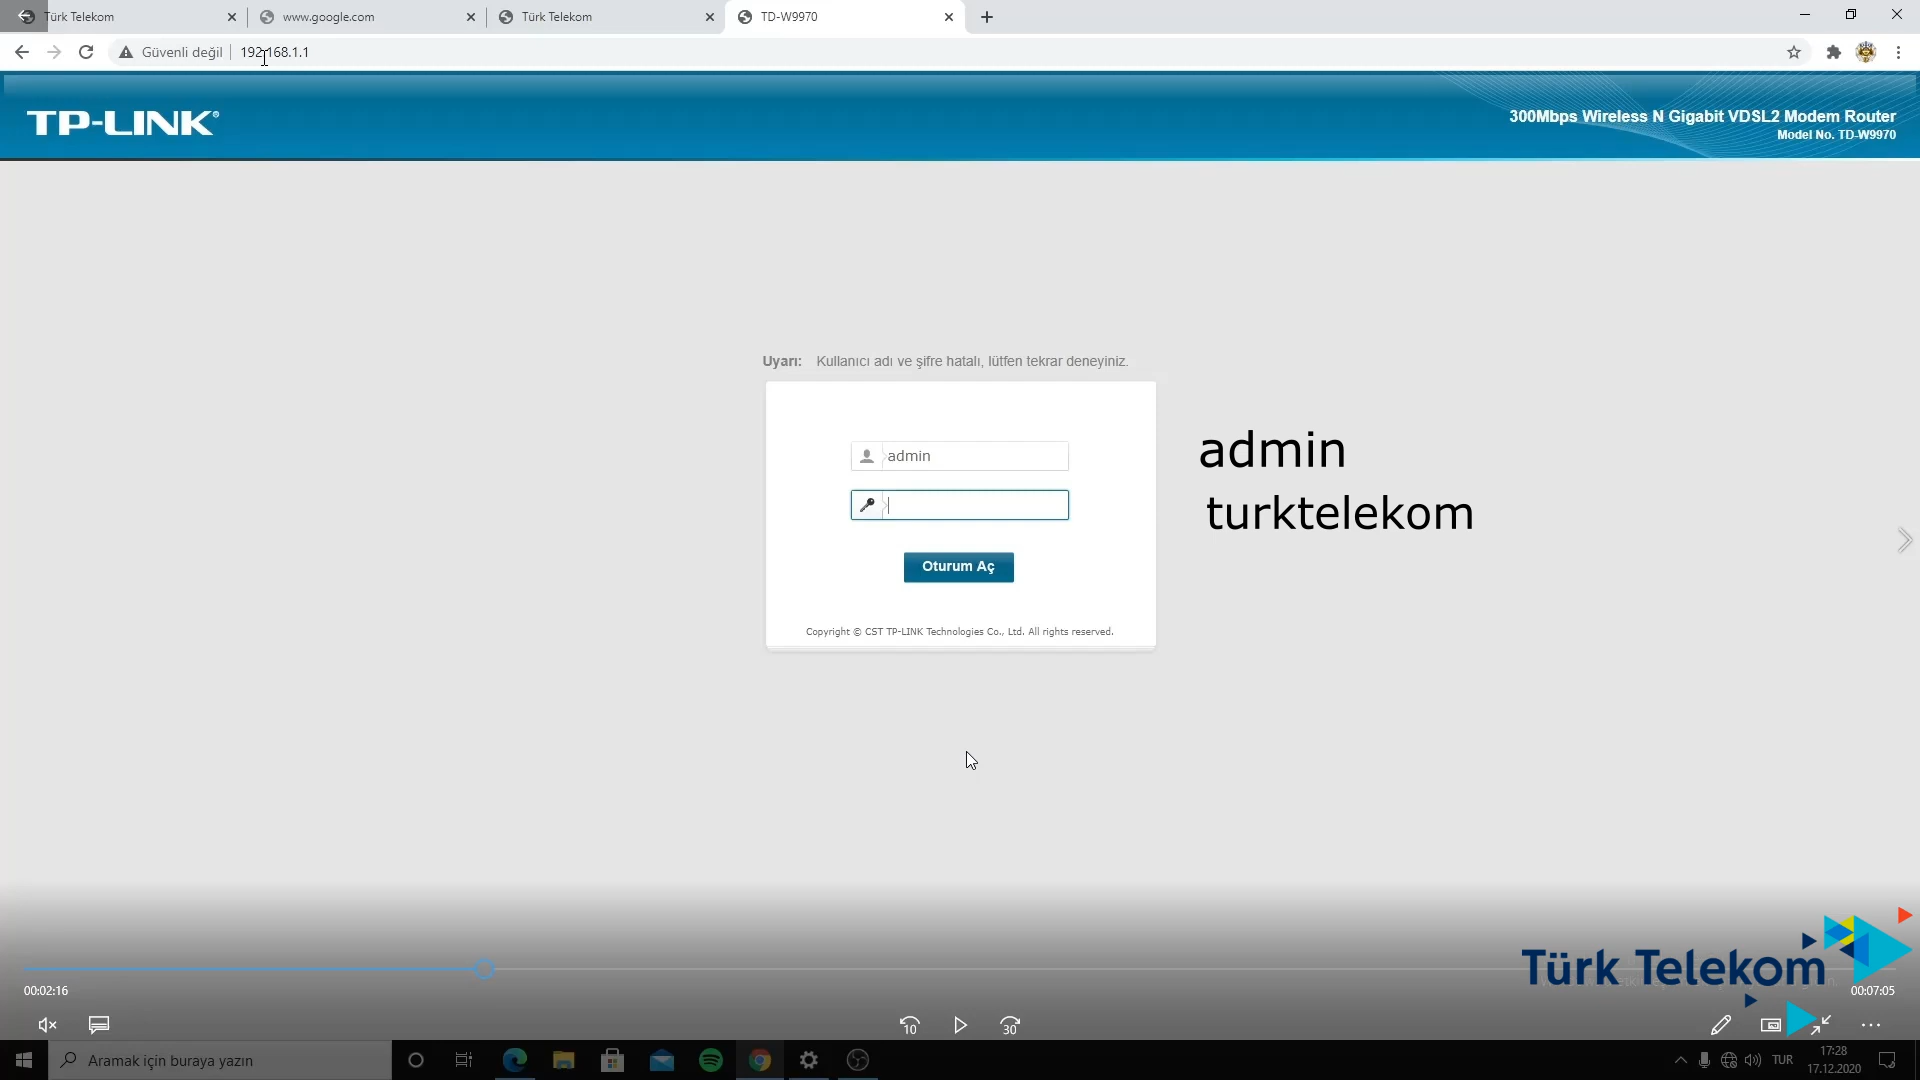 Türk Telekom
www.google.com
Türk Telekom
TD-W9970
Güvenli değil
192.168.1.1
TP-LINK®
300Mbps Wireless N Gigabit VDSL2 Modem Router
Model No. TD-W9970
Uyarı: Kullanıcı adı ve şifre hatalı, lütfen tekrar deneyiniz.
admin
admin
turktelekom
Oturum Aç
Copyright © CST TP-LINK Technologies Co., Ltd. All rights reserved.
Türk Telekom
00:02:16
00:07:05
10
30
Aramak için buraya yazın
TUR
17:28
17.12.2020